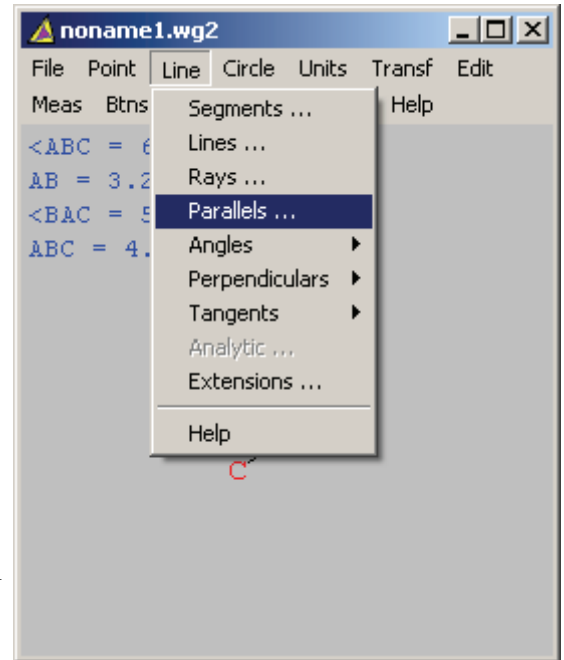 noname1.wg2
File Point Line Circle Units Transf Edit
Meas Btns Help
Segments ...
Lines ...
Rays ...
Parallels ...
Angles
Perpendiculars
Tangents
Analytic ...
Extensions ...
Help
<ABC = 6
AB = 3.2
<BAC = 5
ABC = 4.
C